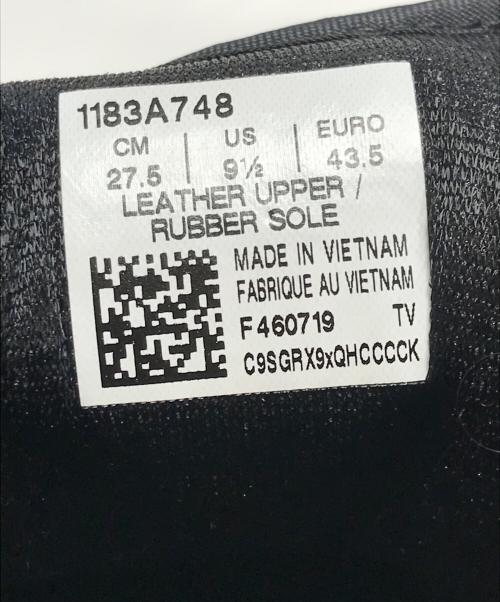 1183A748
CM | US | EURO
27.5 | 9½ | 43.5
LEATHER UPPER /
RUBBER SOLE
MADE IN VIETNAM
FABRIQUE AU VIETNAM
F460719 TV
C9SGRX9xQHCCCCK